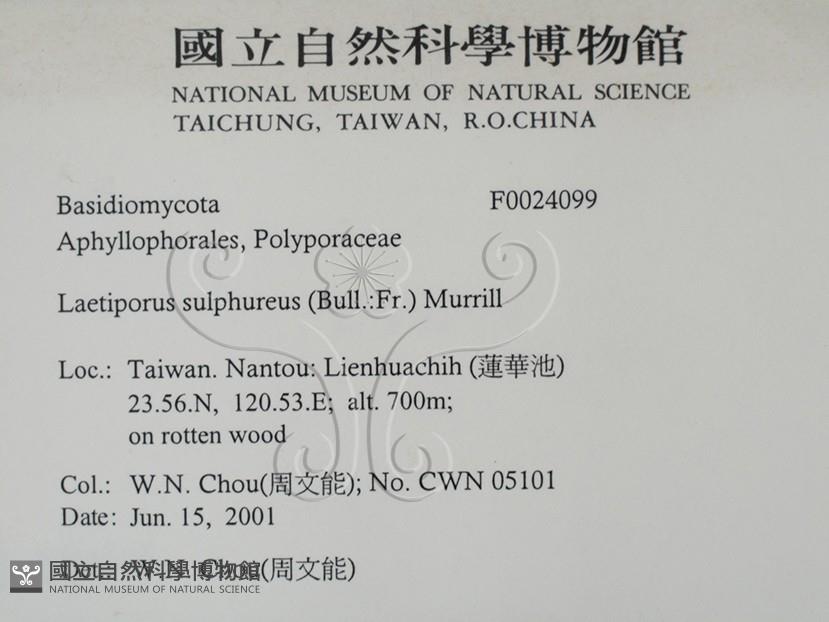 國立自然科學博物館
NATIONAL MUSEUM OF NATURAL SCIENCE
TAICHUNG, TAIWAN, R.O.CHINA
Basidiomycota F0024099
Aphyllophorales, Polyporaceae
Laetiporus sulphureus (Bull.:Fr.) Murrill
Loc.: Taiwan. Nantou: Lienhuachih (蓮華池)
23.56.N, 120.53.E; alt. 700m;
on rotten wood
Col.: W.N. Chou(周文能); No. CWN 05101
Date: Jun. 15, 2001
W.N. Chou(周文能)
國立自然科學博物館
NATIONAL MUSEUM OF NATURAL SCIENCE